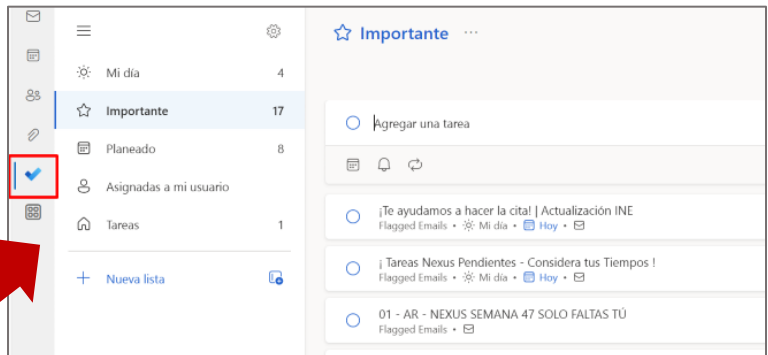 Mi día 4
Importante 17
Planeado 8
Asignadas a mi usuario
Tareas 1
Nueva lista
Importante ...
Agregar una tarea
¡Te ayudamos a hacer la cita! | Actualización INE
Flagged Emails • Mi día • Hoy •
¡ Tareas Nexus Pendientes - Considera tus Tiempos !
Flagged Emails • Mi día • Hoy •
01 - AR - NEXUS SEMANA 47 SOLO FALTAS TÚ
Flagged Emails •